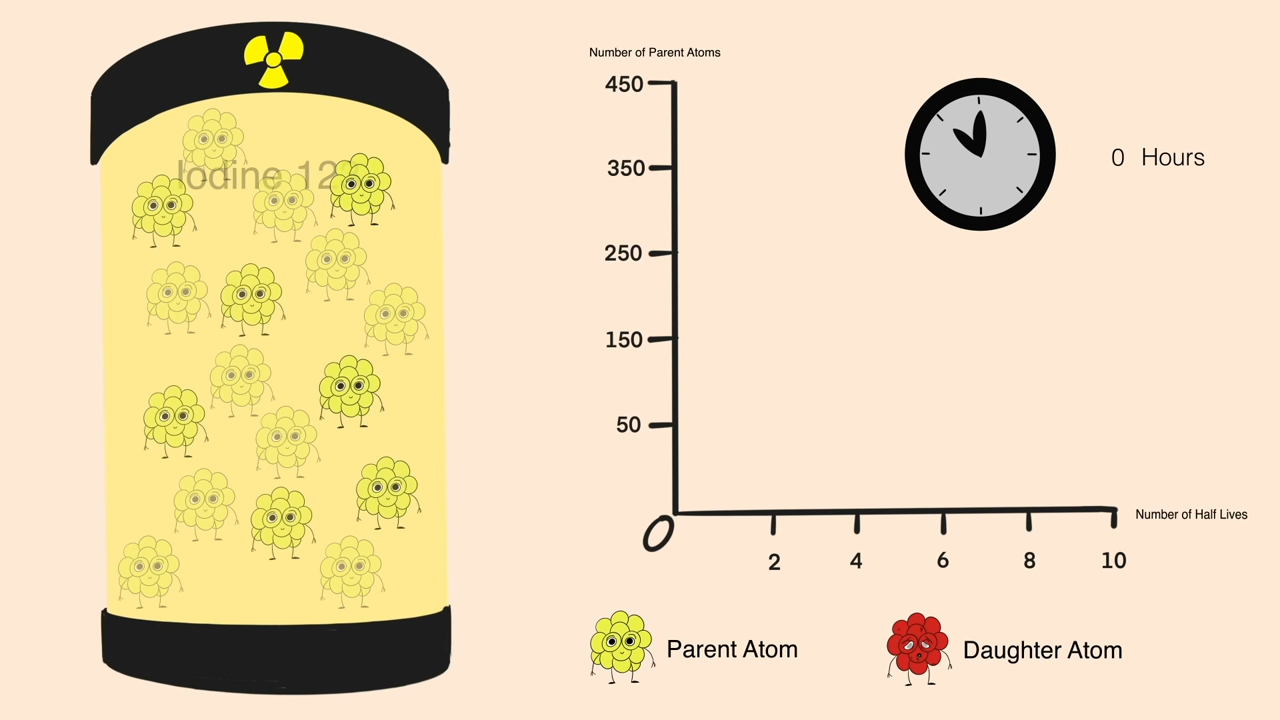 Iodine 12
Number of Parent Atoms
450
350
250
150
50
0
2
4
6
8
10
Number of Half Lives
0 Hours
Parent Atom
Daughter Atom